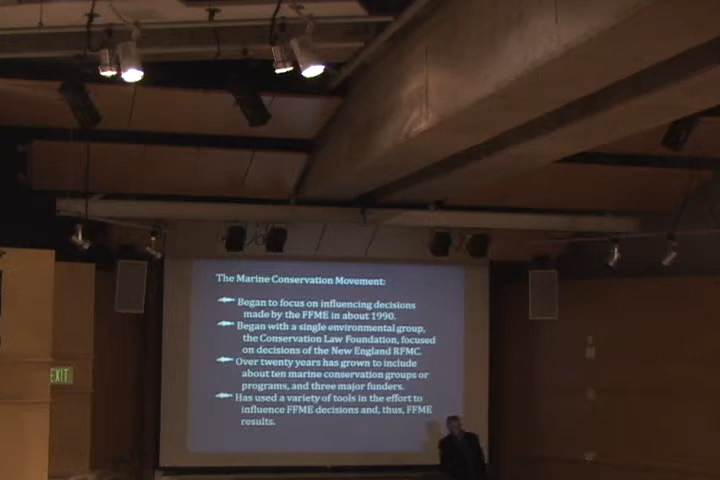 The Marine Conservation Movement:
Began to focus on influencing decisions
made by the FFME in about 1990.
Began with a single environmental group,
the Conservation Law Foundation, focused
on decisions of the New England RFMC.
Over twenty years has grown to include
about ten marine conservation groups or
programs, and three major funders.
Has used a variety of tools in the effort to
influence FFME decisions and, thus, FFME
results.
EXIT